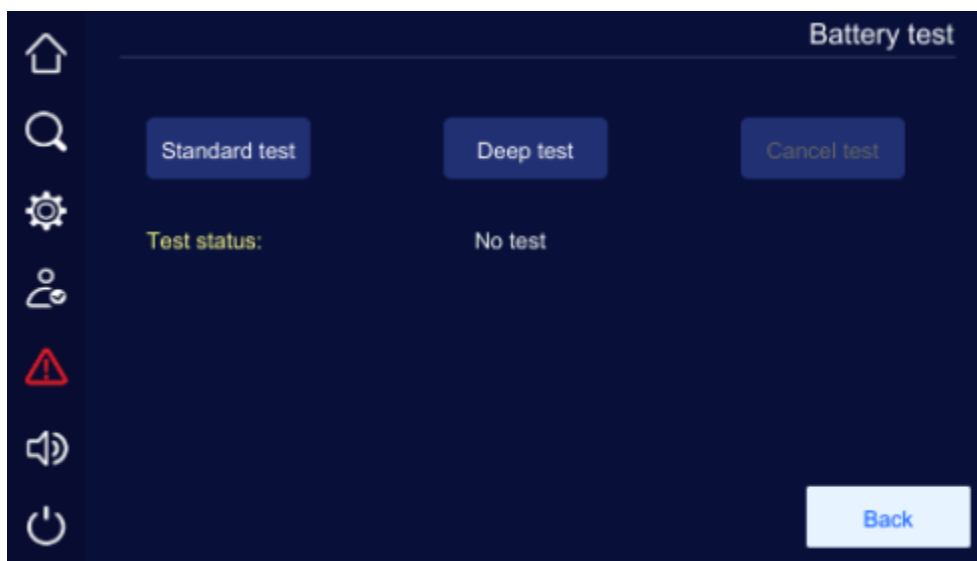 Battery test
Standard test
Deep test
Cancel test
Test status:
No test
Back